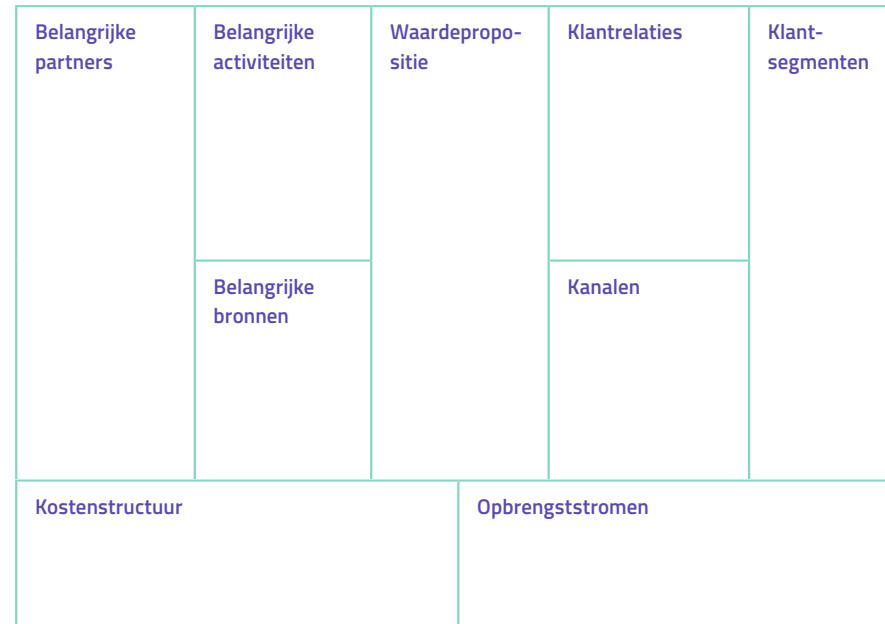 Belangrijke
partners
Belangrijke
activiteiten
Waardepropo-
sitie
Klantrelaties
Klant-
segmenten
Belangrijke
bronnen
Kanalen
Kostenstructuur
Opbrengststromen